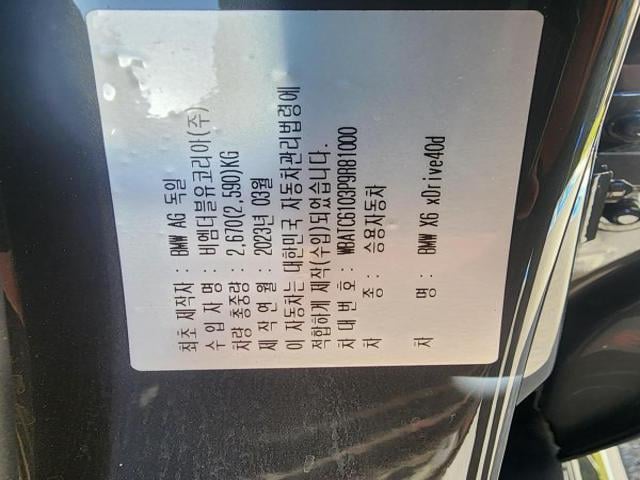 최초 제작자 : BMW AG 독일
수 입 자 명 : 비엠더블유코리아(주)
차량 총중량 : 2,670(2,590)KG
제 작 연 월 : 2023년 03월
이 자동차는 대한민국 자동차관리법령에
적합하게 제작(수입)되었습니다.
차 대 번 호 : WBATC6103P9R81000
차 종 : 승용자동차
차 명 : BMW X6 xDrive40d